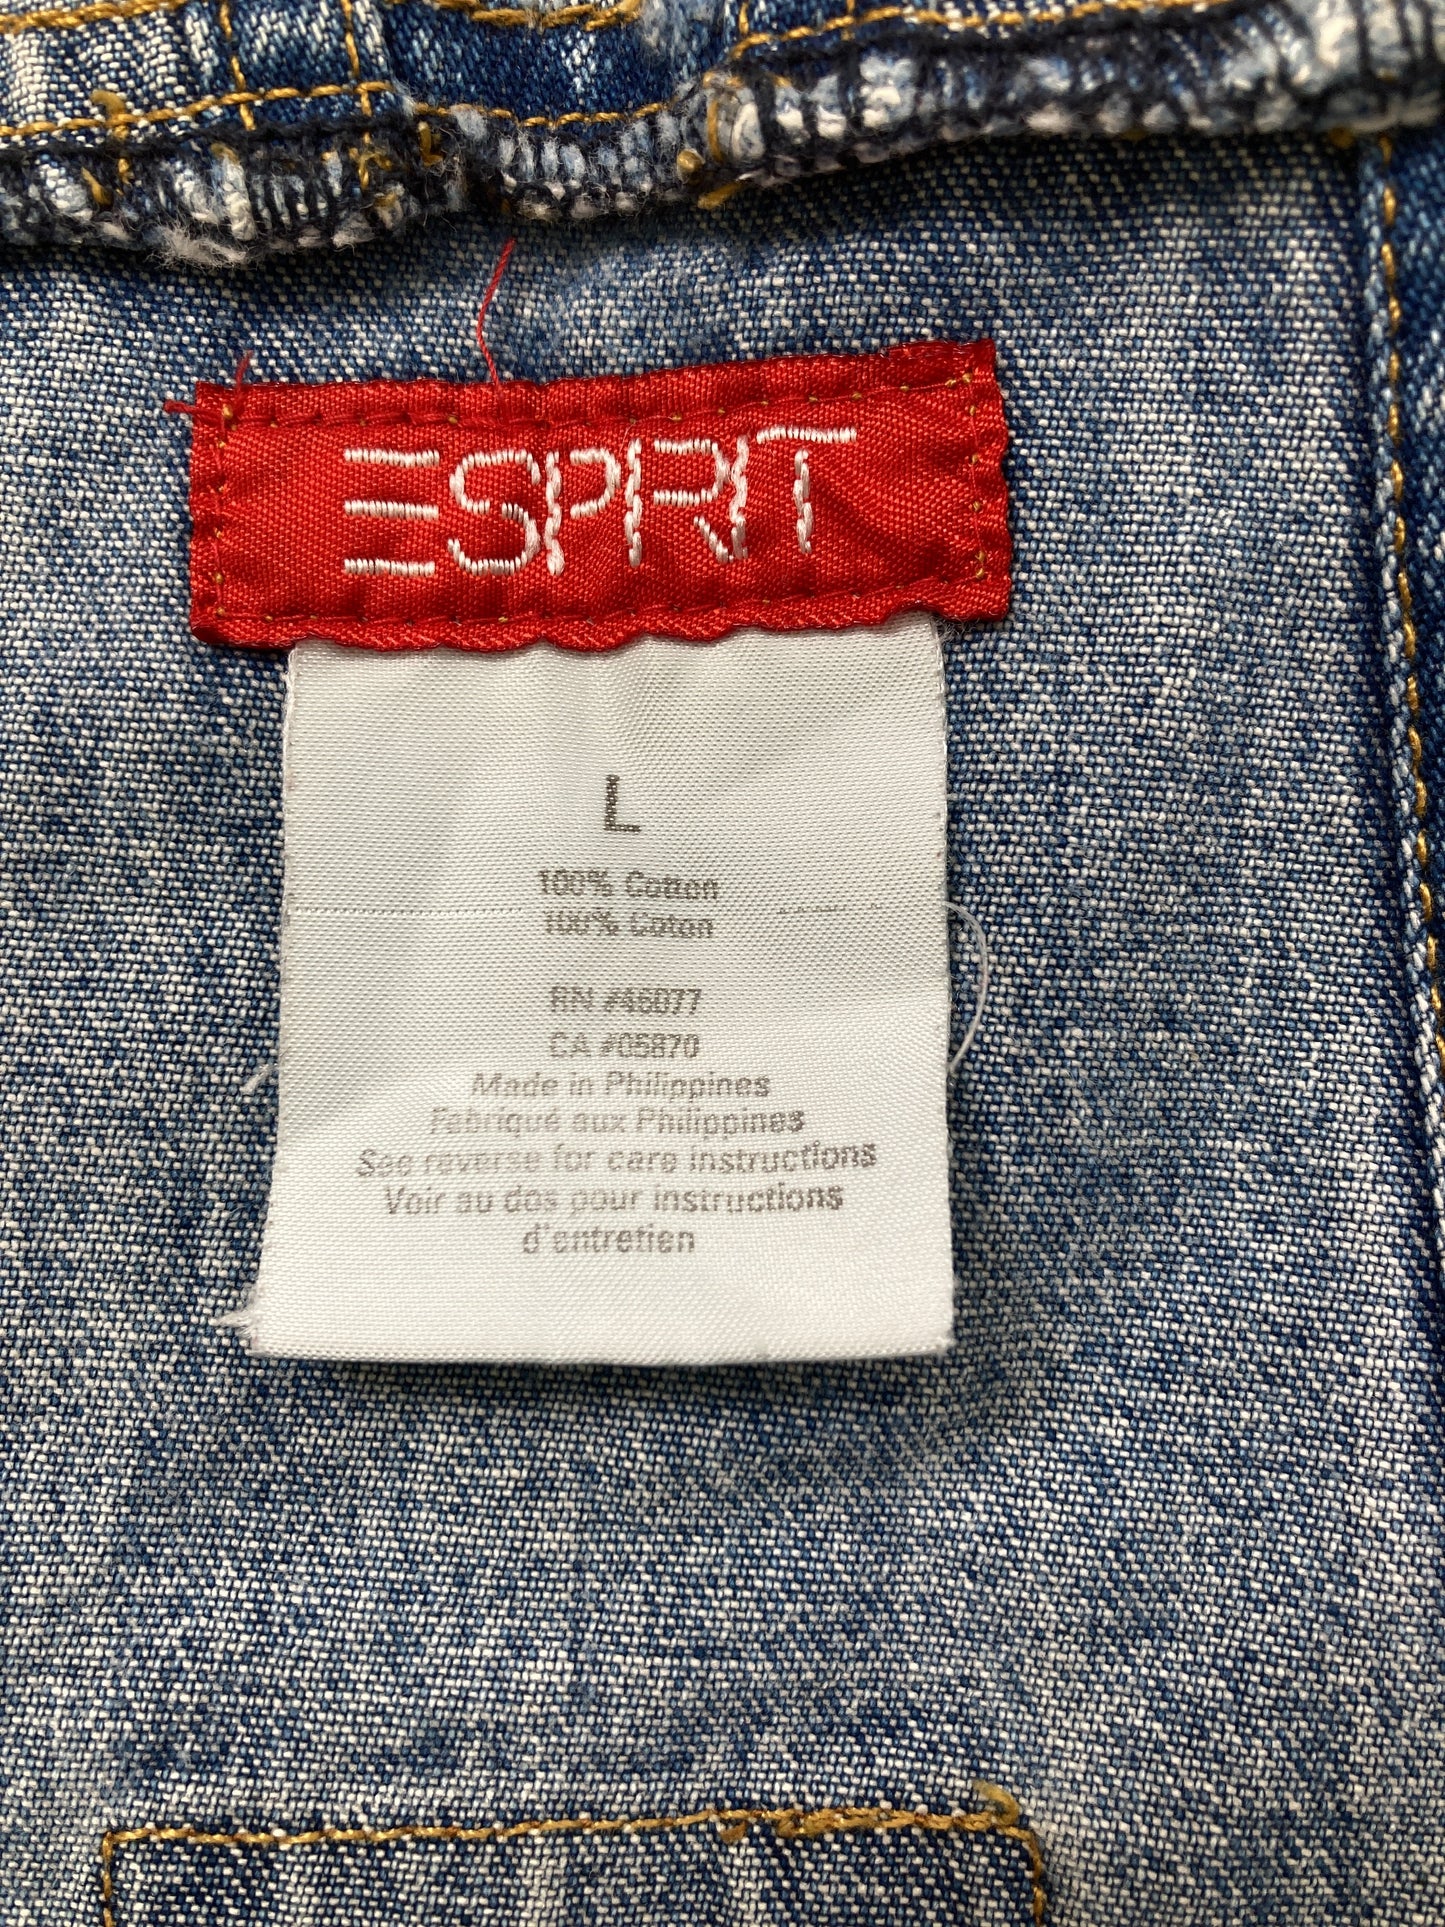 ESPRIT
L
100% Cotton
100% Coton
RN #46077
CA #05870
Made in Philippines
Fabriqué aux Philippines
See reverse for care instructions
Voir au dos pour instructions
d'entretien